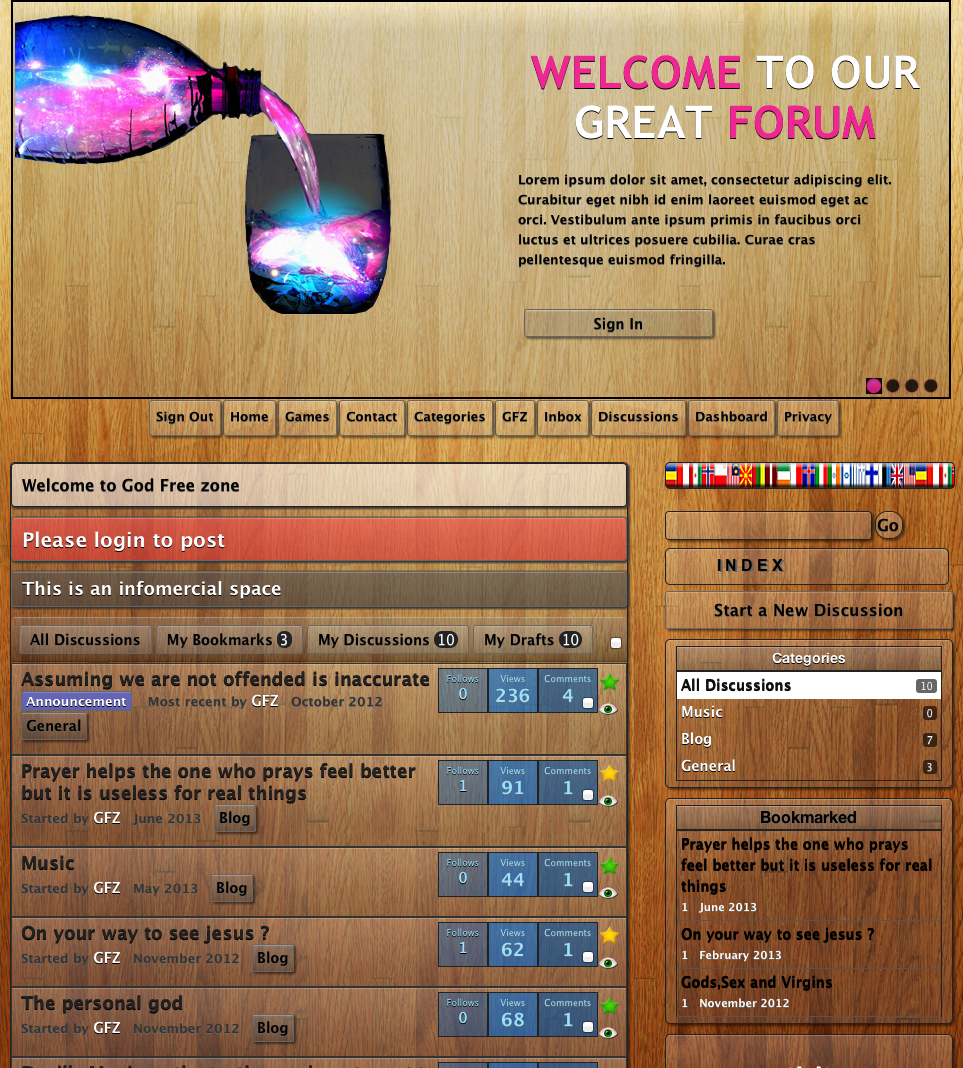 WELCOME TO OUR
GREAT FORUM
Lorem ipsum dolor sit amet, consectetur adipiscing elit.
Curabitur eget nibh id enim laoreet euismod eget ac
orci. Vestibulum ante ipsum primis in faucibus orci
luctus et ultrices posuere cubilia. Curae cras
pellentesque euismod fringilla.
Sign In
Sign Out Home Games Contact Categories GFZ Inbox Discussions Dashboard Privacy
Welcome to God Free zone
Please login to post
This is an infomercial space
All Discussions My Bookmarks 3 My Discussions 10 My Drafts 10
Assuming we are not offended is inaccurate
Announcement Most recent by GFZ October 2012
General
Follows Views Comments
0 236 4
Prayer helps the one who prays feel better
but it is useless for real things
Started by GFZ June 2013 Blog
Follows Views Comments
1 91 1
Music
Started by GFZ May 2013 Blog
Follows Views Comments
0 44 1
On your way to see jesus ?
Started by GFZ November 2012 Blog
Follows Views Comments
1 62 1
The personal god
Started by GFZ November 2012 Blog
Follows Views Comments
0 68 1
Go
INDEX
Start a New Discussion
Categories
All Discussions 10
Music 0
Blog 7
General 3
Bookmarked
Prayer helps the one who prays
feel better but it is useless for real
things
1 June 2013
On your way to see jesus ?
1 February 2013
Gods,Sex and Virgins
1 November 2012